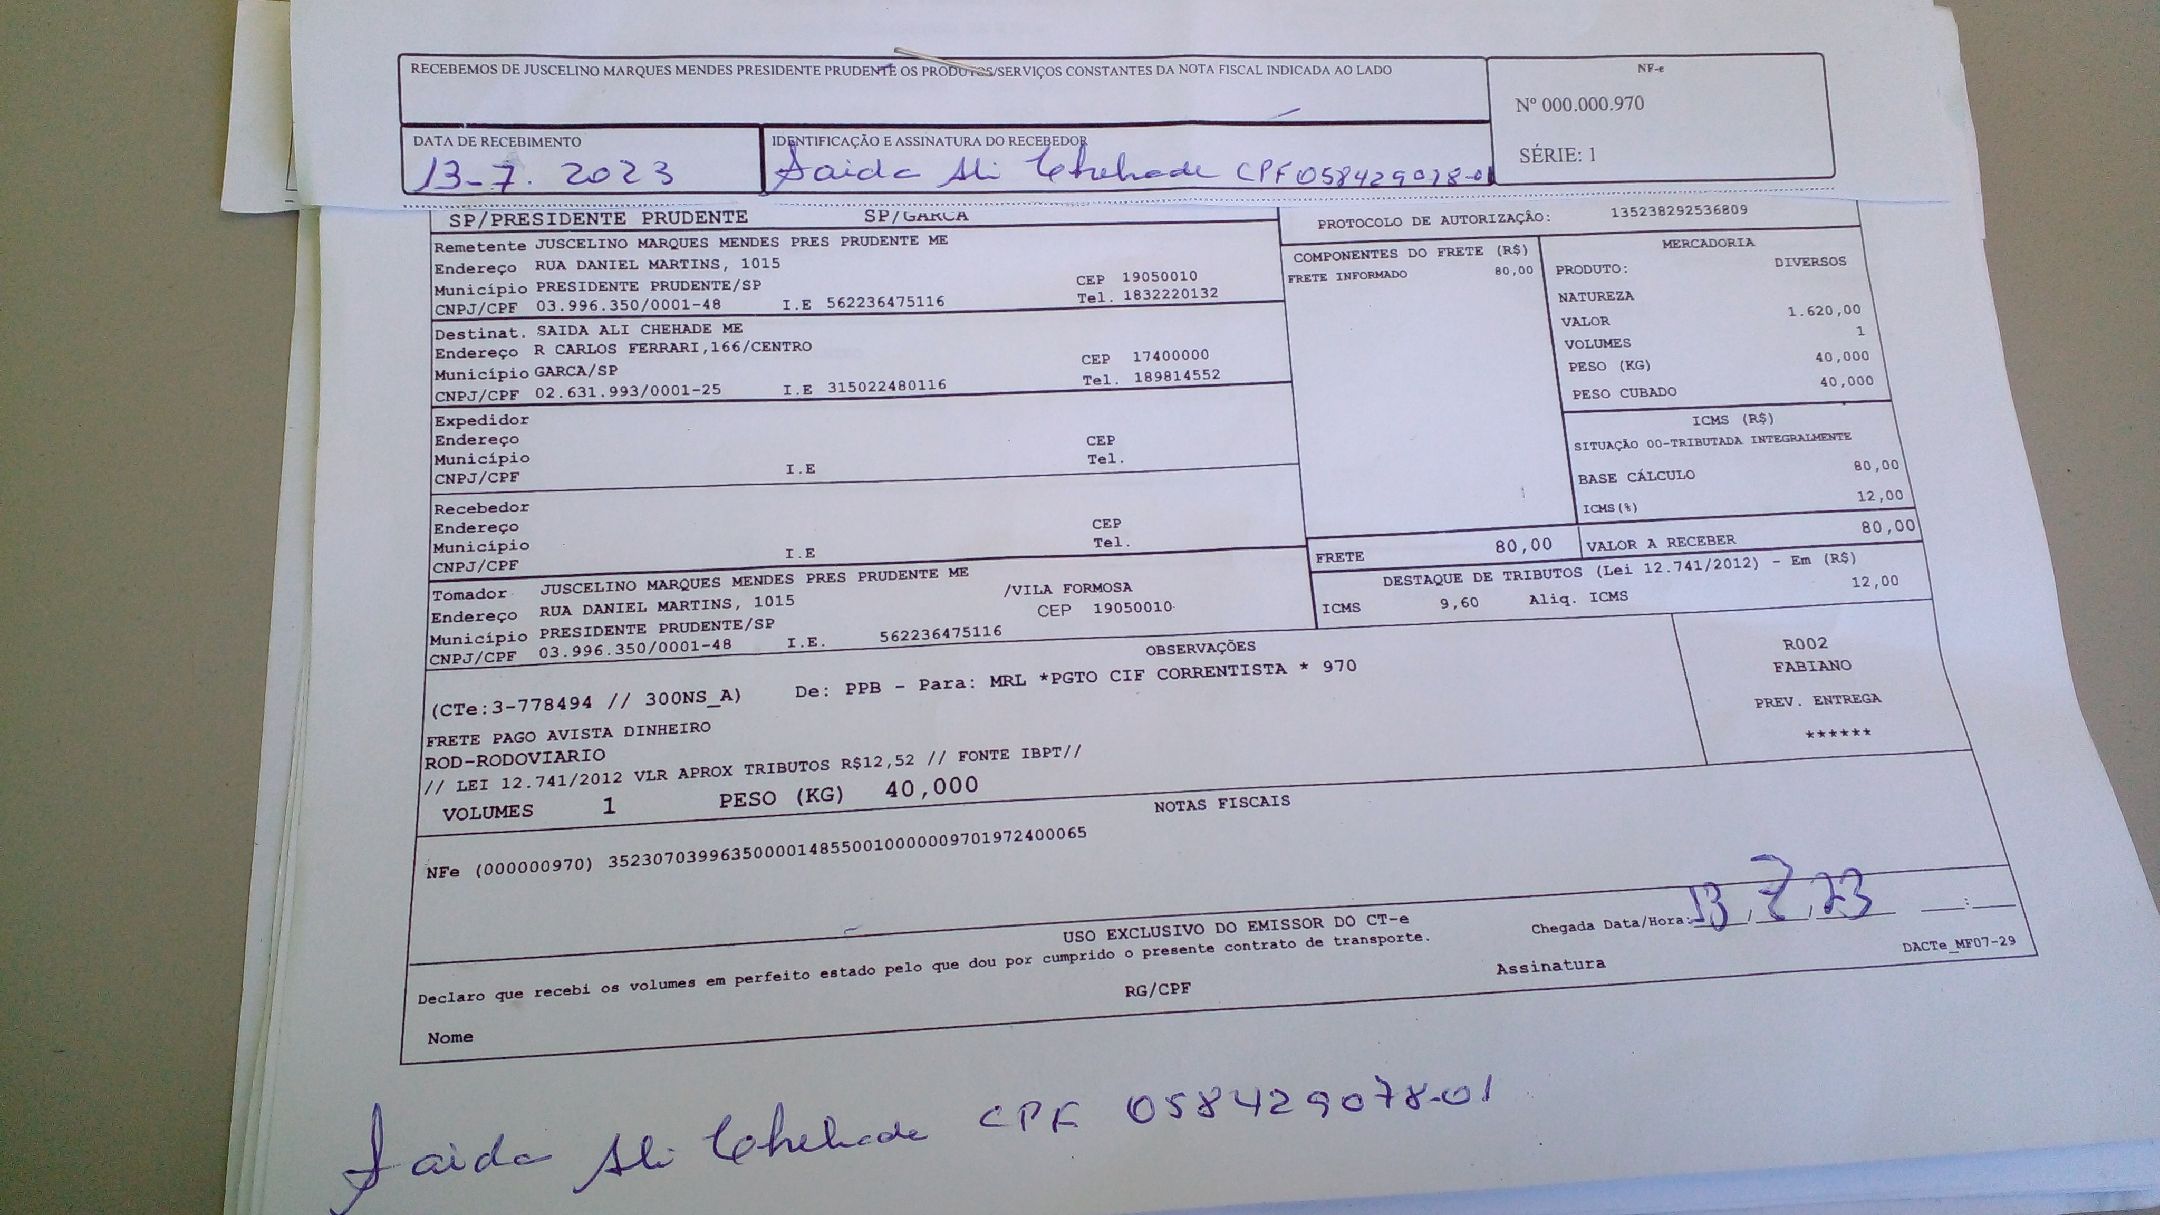 RECEBEMOS DE JUSCELINO MARQUES MENDES PRESIDENTE PRUDENTE OS PRODUTOS/SERVIÇOS CONSTANTES DA NOTA FISCAL INDICADA AO LADO
NF-e
Nº 000.000.970
SÉRIE: 1
DATA DE RECEBIMENTO
13-7. 2023
IDENTIFICAÇÃO E ASSINATURA DO RECEBEDOR
Saida Ali Chehade CPF 058429078-01
SP/PRESIDENTE PRUDENTE SP/GARCA
PROTOCOLO DE AUTORIZAÇÃO: 135238292536809
Remetente JUSCELINO MARQUES MENDES PRES PRUDENTE ME
Endereço RUA DANIEL MARTINS, 1015
Município PRESIDENTE PRUDENTE/SP CEP 19050010
CNPJ/CPF 03.996.350/0001-48 I.E 562236475116 Tel. 1832220132
Destinat. SAIDA ALI CHEHADE ME
Endereço R CARLOS FERRARI,166/CENTRO
Município GARCA/SP CEP 17400000
CNPJ/CPF 02.631.993/0001-25 I.E 315022480116 Tel. 189814552
Expedidor
Endereço
Município CEP
CNPJ/CPF I.E Tel.
Recebedor
Endereço
Município CEP
CNPJ/CPF I.E Tel.
Tomador JUSCELINO MARQUES MENDES PRES PRUDENTE ME
Endereço RUA DANIEL MARTINS, 1015 /VILA FORMOSA
Município PRESIDENTE PRUDENTE/SP CEP 19050010
CNPJ/CPF 03.996.350/0001-48 I.E. 562236475116
COMPONENTES DO FRETE (R$)
FRETE INFORMADO 80,00
MERCADORIA
PRODUTO: DIVERSOS
NATUREZA
VALOR 1.620,00
VOLUMES 1
PESO (KG) 40,000
PESO CUBADO 40,000
ICMS (R$)
SITUAÇÃO 00-TRIBUTADA INTEGRALMENTE
BASE CÁLCULO 80,00
ICMS(%) 12,00
FRETE 80,00 VALOR A RECEBER 80,00
DESTAQUE DE TRIBUTOS (Lei 12.741/2012) - Em (R$)
ICMS 9,60 Aliq. ICMS 12,00
OBSERVAÇÕES
(CTe:3-778494 // 300NS_A) De: PPB - Para: MRL *PGTO CIF CORRENTISTA * 970
FRETE PAGO AVISTA DINHEIRO
ROD-RODOVIARIO
// LEI 12.741/2012 VLR APROX TRIBUTOS R$12,52 // FONTE IBPT//
VOLUMES 1 PESO (KG) 40,000
R002
FABIANO
PREV. ENTREGA
******
NOTAS FISCAIS
NFe (000000970) 35230703996350000148550010000009701972400065
USO EXCLUSIVO DO EMISSOR DO CT-e
Declaro que recebi os volumes em perfeito estado pelo que dou por cumprido o presente contrato de transporte.
Chegada Data/Hora: 13/7/23 __:__
Nome RG/CPF Assinatura
DACTe_MF07-29
Saida Ali Chehade CPF 058429078-01